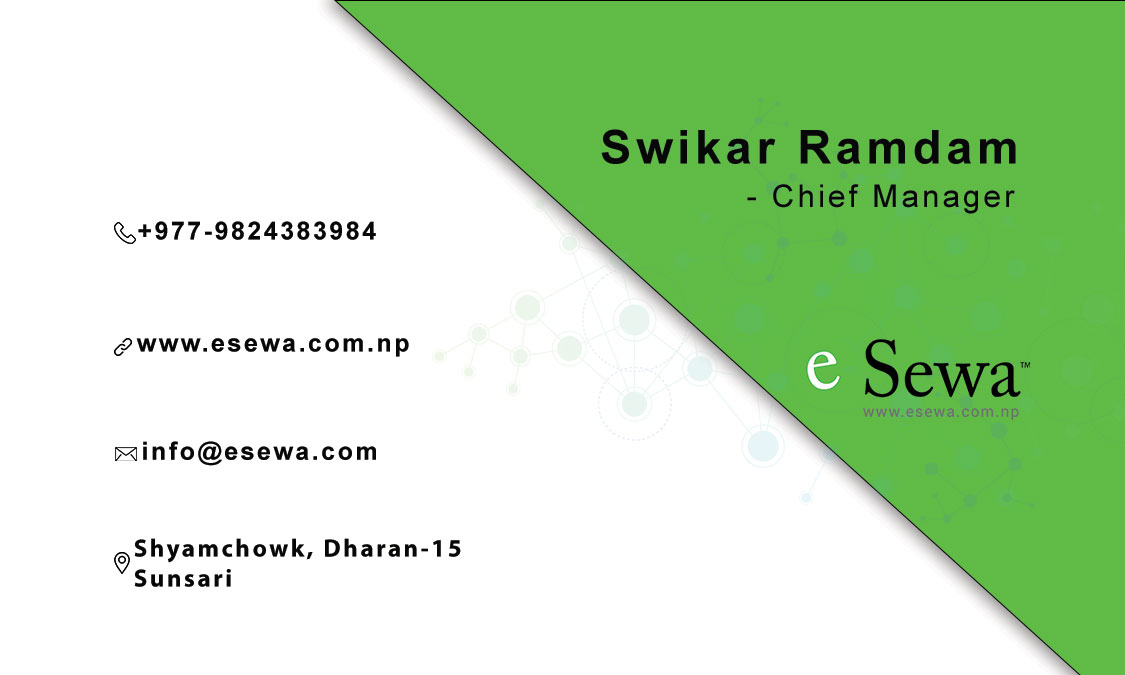 Swikar Ramdam
- Chief Manager
+977-9824383984
www.esewa.com.np
info@esewa.com
Shyamchowk, Dharan-15
Sunsari
e Sewa™
www.esewa.com.np